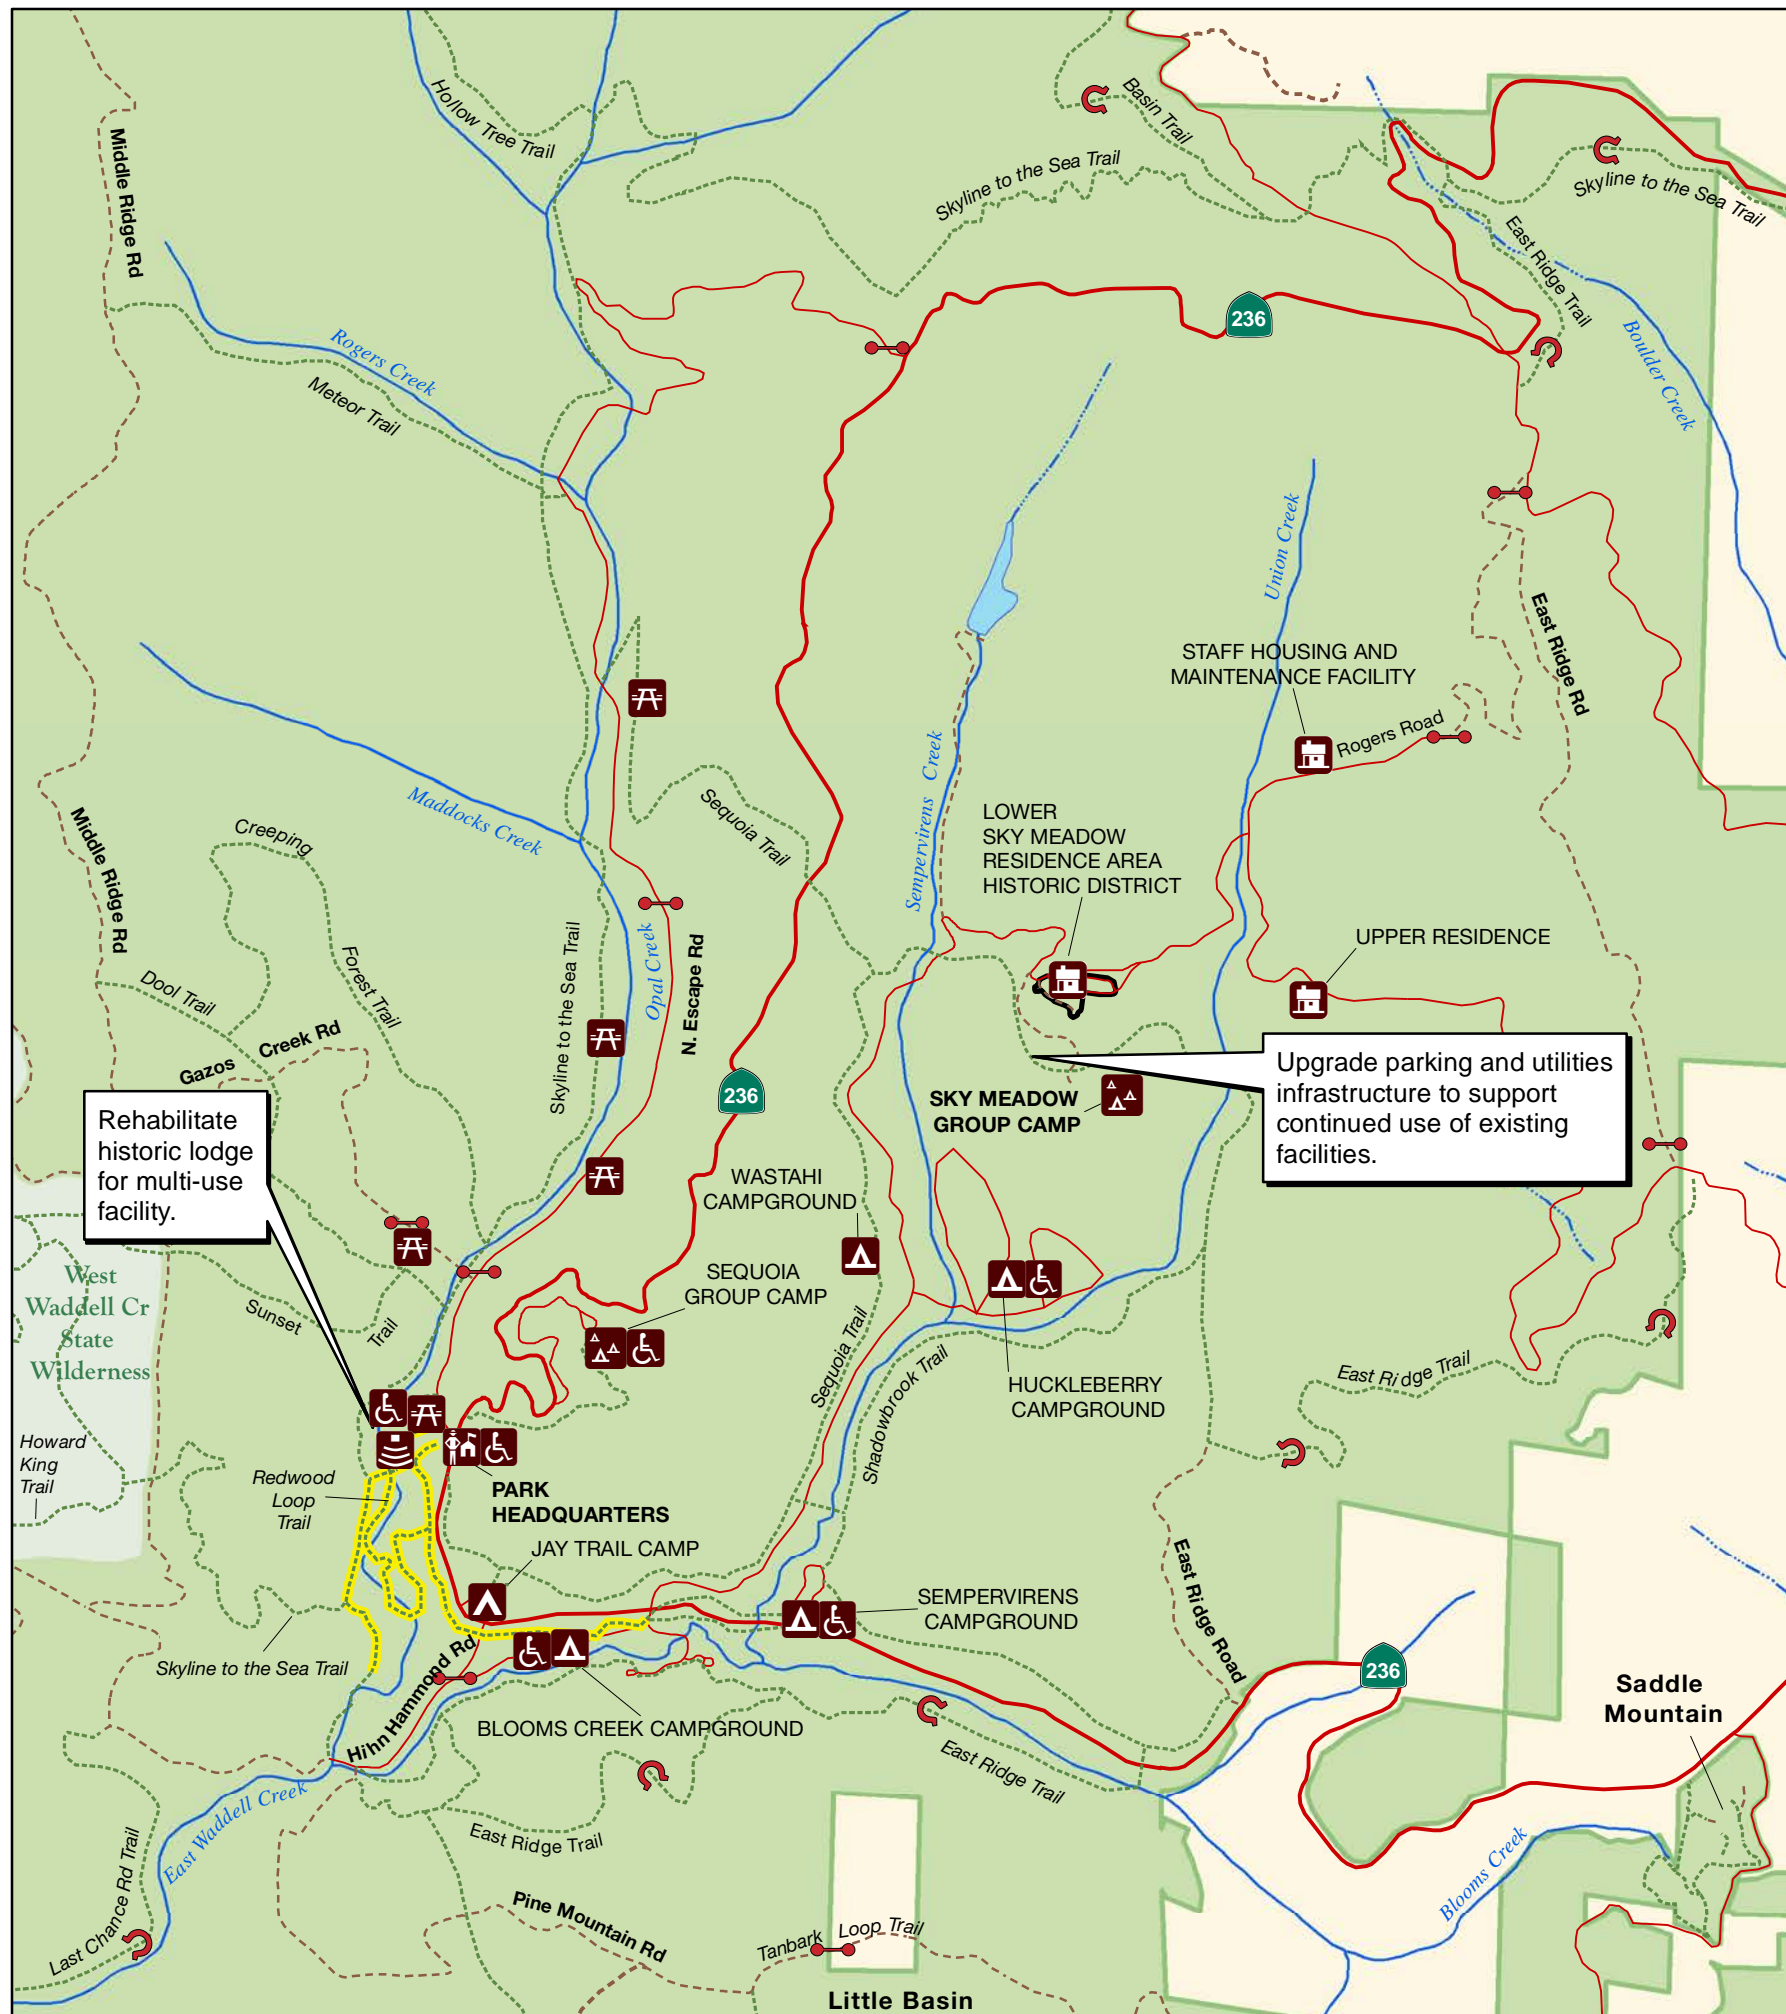 Hollow Tree Trail
Basin Trail
Skyline to the Sea Trail
Skyline to the Sea Trail
Middle Ridge Rd
East Ridge Trail
236
Boulder Creek
Rogers Creek
Meteor Trail
Union Creek
East Ridge Rd
STAFF HOUSING AND
MAINTENANCE FACILITY
Rogers Road
Sempervirens Creek
Maddocks Creek
Sequoia Trail
Creeping
Forest Trail
Middle Ridge Rd
LOWER
SKY MEADOW
RESIDENCE AREA
HISTORIC DISTRICT
UPPER RESIDENCE
Skyline to the Sea Trail
Opal Creek
N. Escape Rd
Dool Trail
Gazos Creek Rd
236
Upgrade parking and utilities
infrastructure to support
continued use of existing
facilities.
SKY MEADOW
GROUP CAMP
Rehabilitate
historic lodge
for multi-use
facility.
WASTAHI
CAMPGROUND
SEQUOIA
GROUP CAMP
West
Waddell Cr
State
Wilderness
Sunset
Trail
Sequoia Trail
Shadowbrook Trail
HUCKLEBERRY
CAMPGROUND
East Ridge Trail
Howard
King
Trail
Redwood
Loop
Trail
PARK
HEADQUARTERS
JAY TRAIL CAMP
SEMPERVIRENS
CAMPGROUND
East Ridge Road
Skyline to the Sea Trail
Hihn Hammond Rd
BLOOMS CREEK CAMPGROUND
236
Saddle
Mountain
East Ridge Trail
East Waddell Creek
East Ridge Trail
Last Chance Rd Trail
Blooms Creek
Pine Mountain Rd
Tanbark Loop Trail
Little Basin